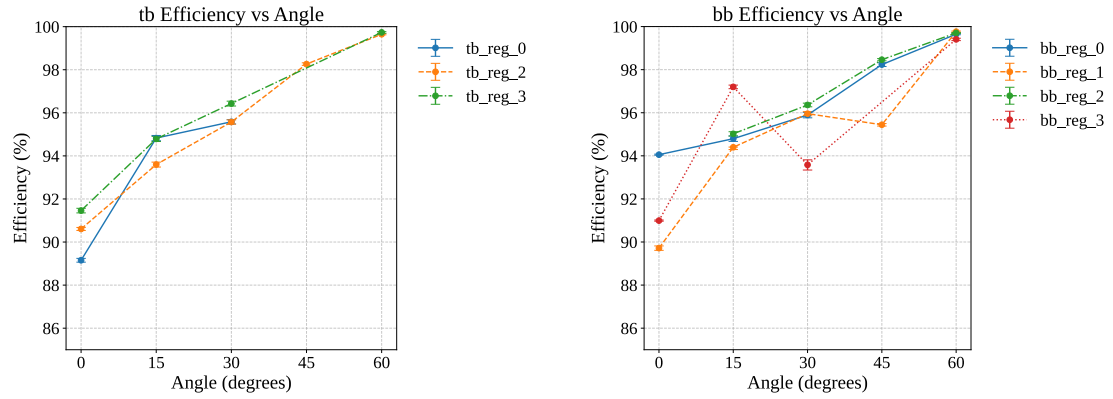 tb Efficiency vs Angle
Efficiency (%)
100
98
96
94
92
90
88
86
0 15 30 45 60
Angle (degrees)
tb_reg_0
tb_reg_2
tb_reg_3
bb Efficiency vs Angle
Efficiency (%)
100
98
96
94
92
90
88
86
0 15 30 45 60
Angle (degrees)
bb_reg_0
bb_reg_1
bb_reg_2
bb_reg_3